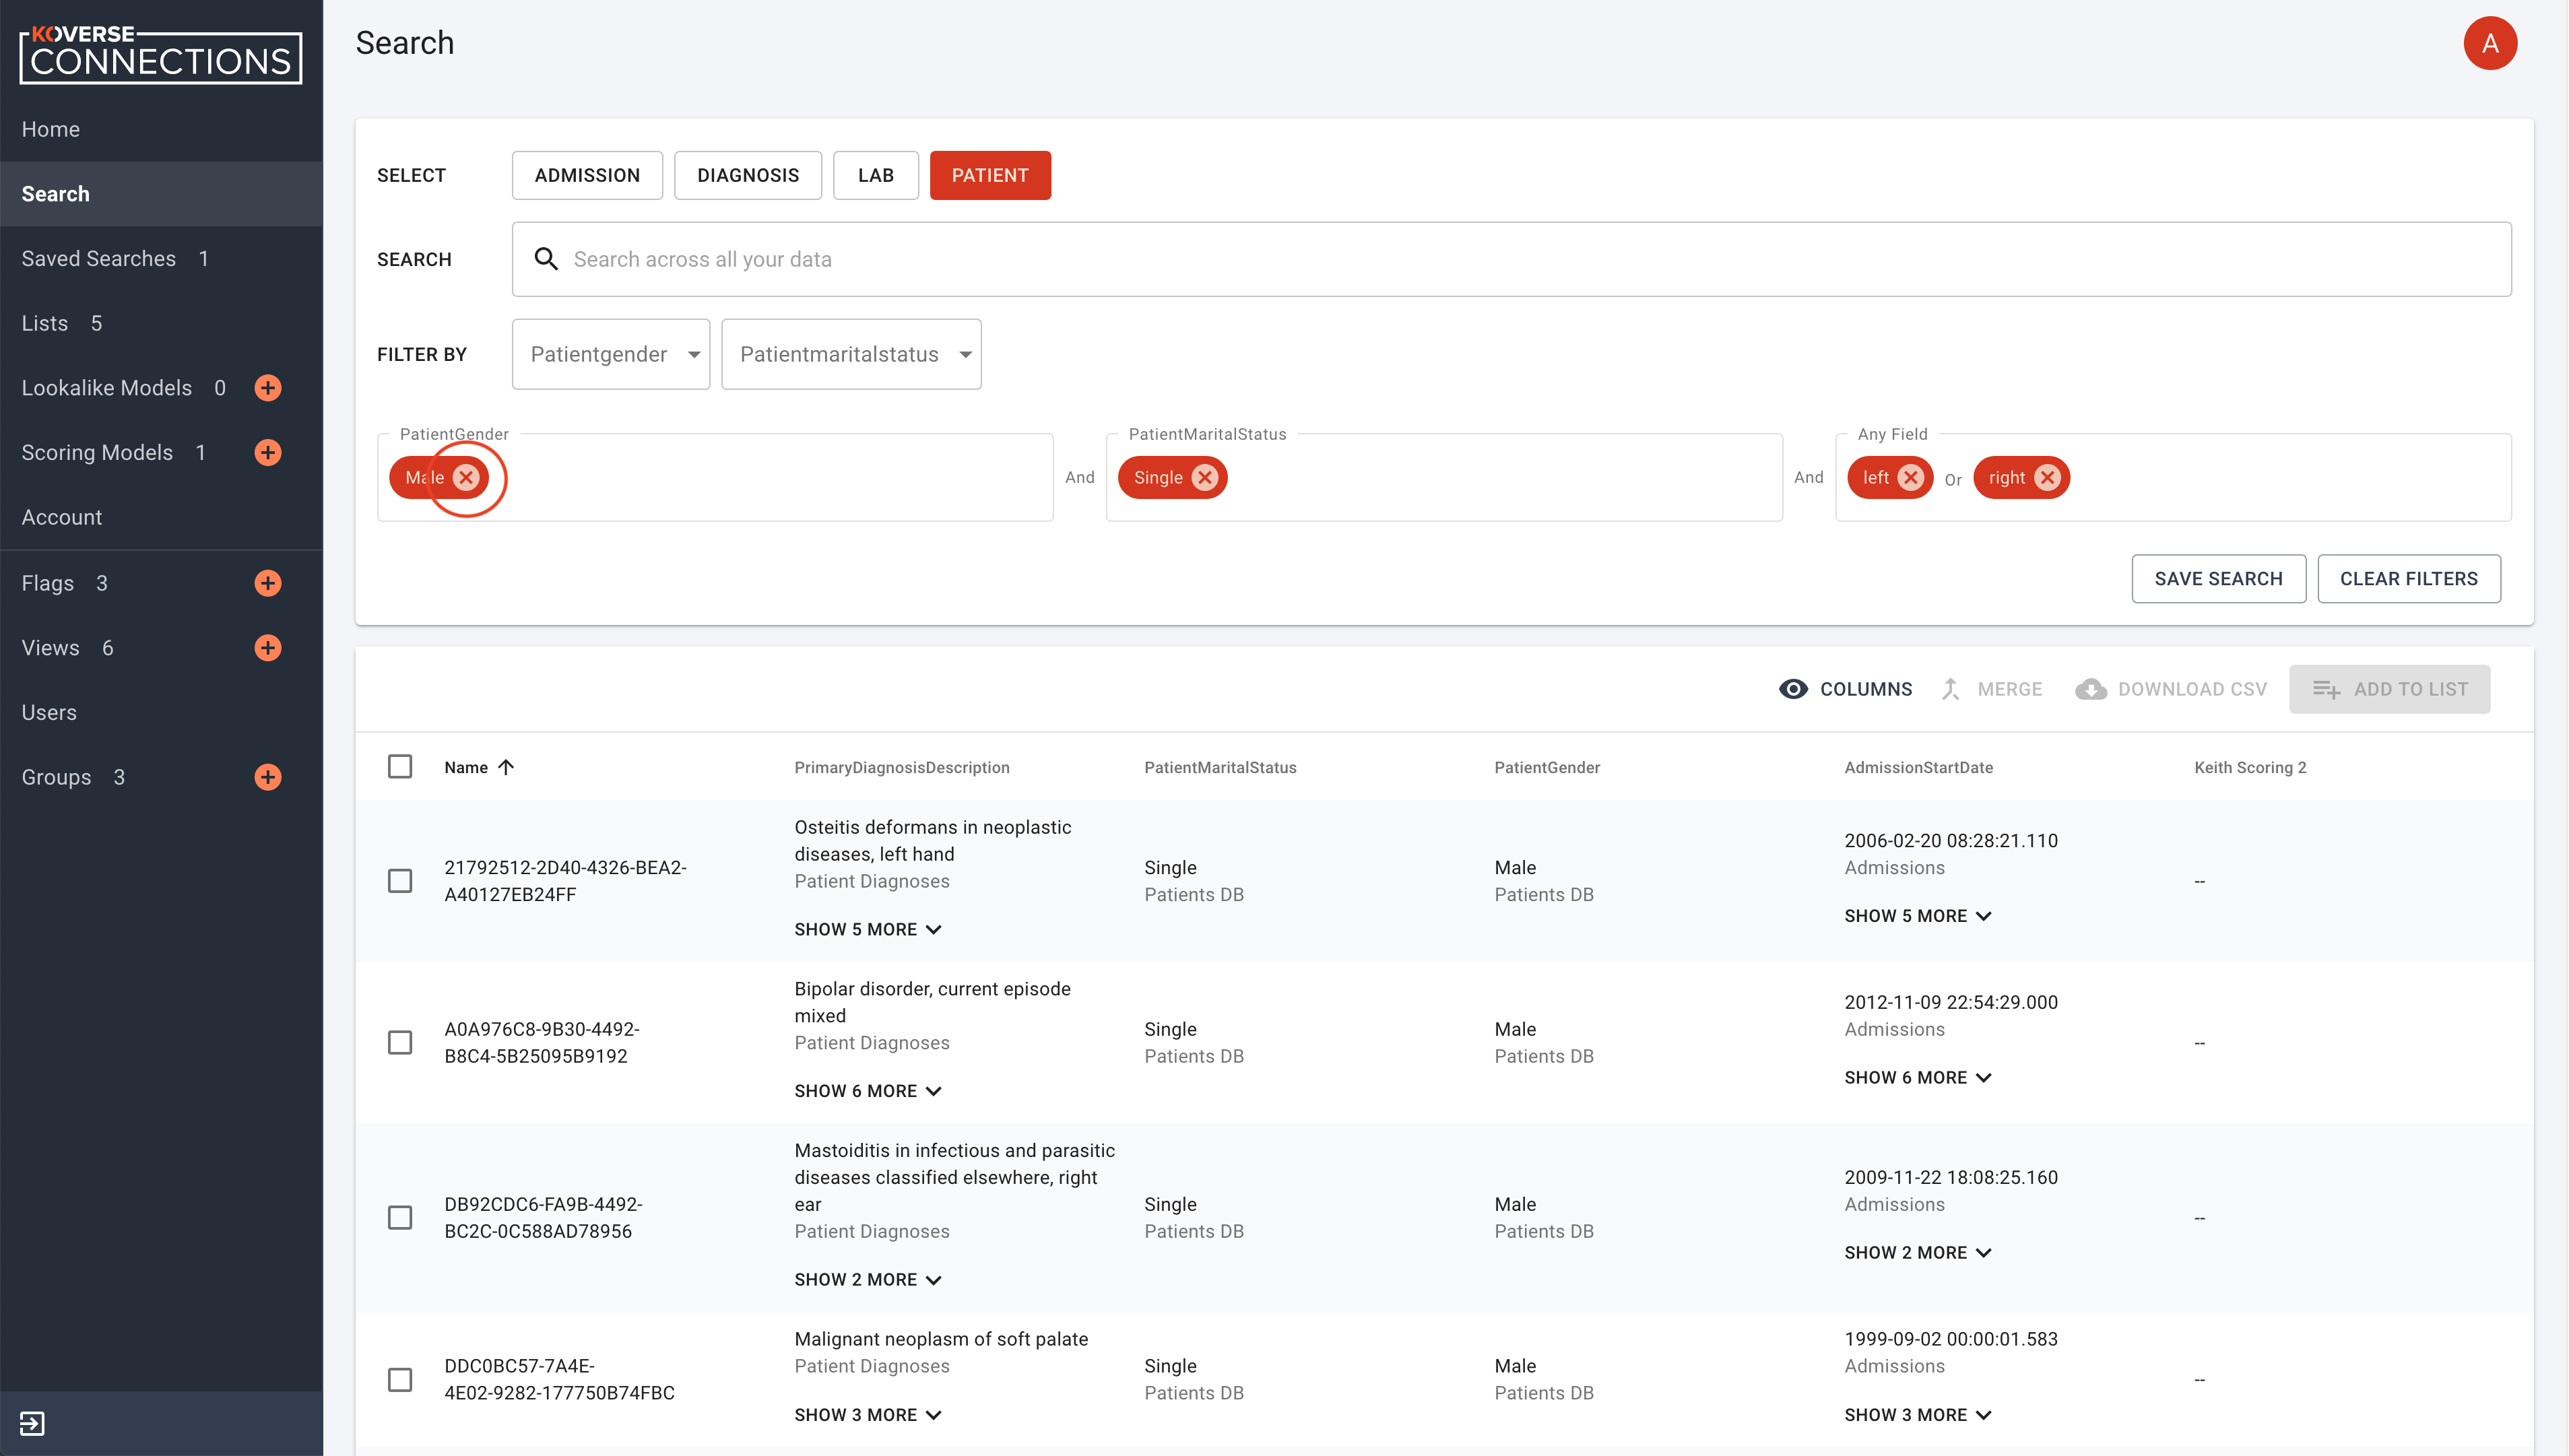 KOVERSE
CONNECTIONS
Home
Search
Saved Searches 1
Lists 5
Lookalike Models 0
Scoring Models 1
Account
Flags 3
Views 6
Users
Groups 3
Search
A
SELECT ADMISSION DIAGNOSIS LAB PATIENT
SEARCH Search across all your data
FILTER BY Patientgender Patientmaritalstatus
PatientGender PatientMaritalStatus Any Field
Male And Single And left Or right
SAVE SEARCH CLEAR FILTERS
COLUMNS MERGE DOWNLOAD CSV ADD TO LIST
Name PrimaryDiagnosisDescription PatientMaritalStatus PatientGender AdmissionStartDate Keith Scoring 2
21792512-2D40-4326-BEA2-
A40127EB24FF
Osteitis deformans in neoplastic
diseases, left hand
Patient Diagnoses
SHOW 5 MORE
Single
Patients DB
Male
Patients DB
2006-02-20 08:28:21.110
Admissions
SHOW 5 MORE
--
A0A976C8-9B30-4492-
B8C4-5B25095B9192
Bipolar disorder, current episode
mixed
Patient Diagnoses
SHOW 6 MORE
Single
Patients DB
Male
Patients DB
2012-11-09 22:54:29.000
Admissions
SHOW 6 MORE
--
DB92CDC6-FA9B-4492-
BC2C-0C588AD78956
Mastoiditis in infectious and parasitic
diseases classified elsewhere, right
ear
Patient Diagnoses
SHOW 2 MORE
Single
Patients DB
Male
Patients DB
2009-11-22 18:08:25.160
Admissions
SHOW 2 MORE
--
DDC0BC57-7A4E-
4E02-9282-177750B74FBC
Malignant neoplasm of soft palate
Patient Diagnoses
SHOW 3 MORE
Single
Patients DB
Male
Patients DB
1999-09-02 00:00:01.583
Admissions
SHOW 3 MORE
--